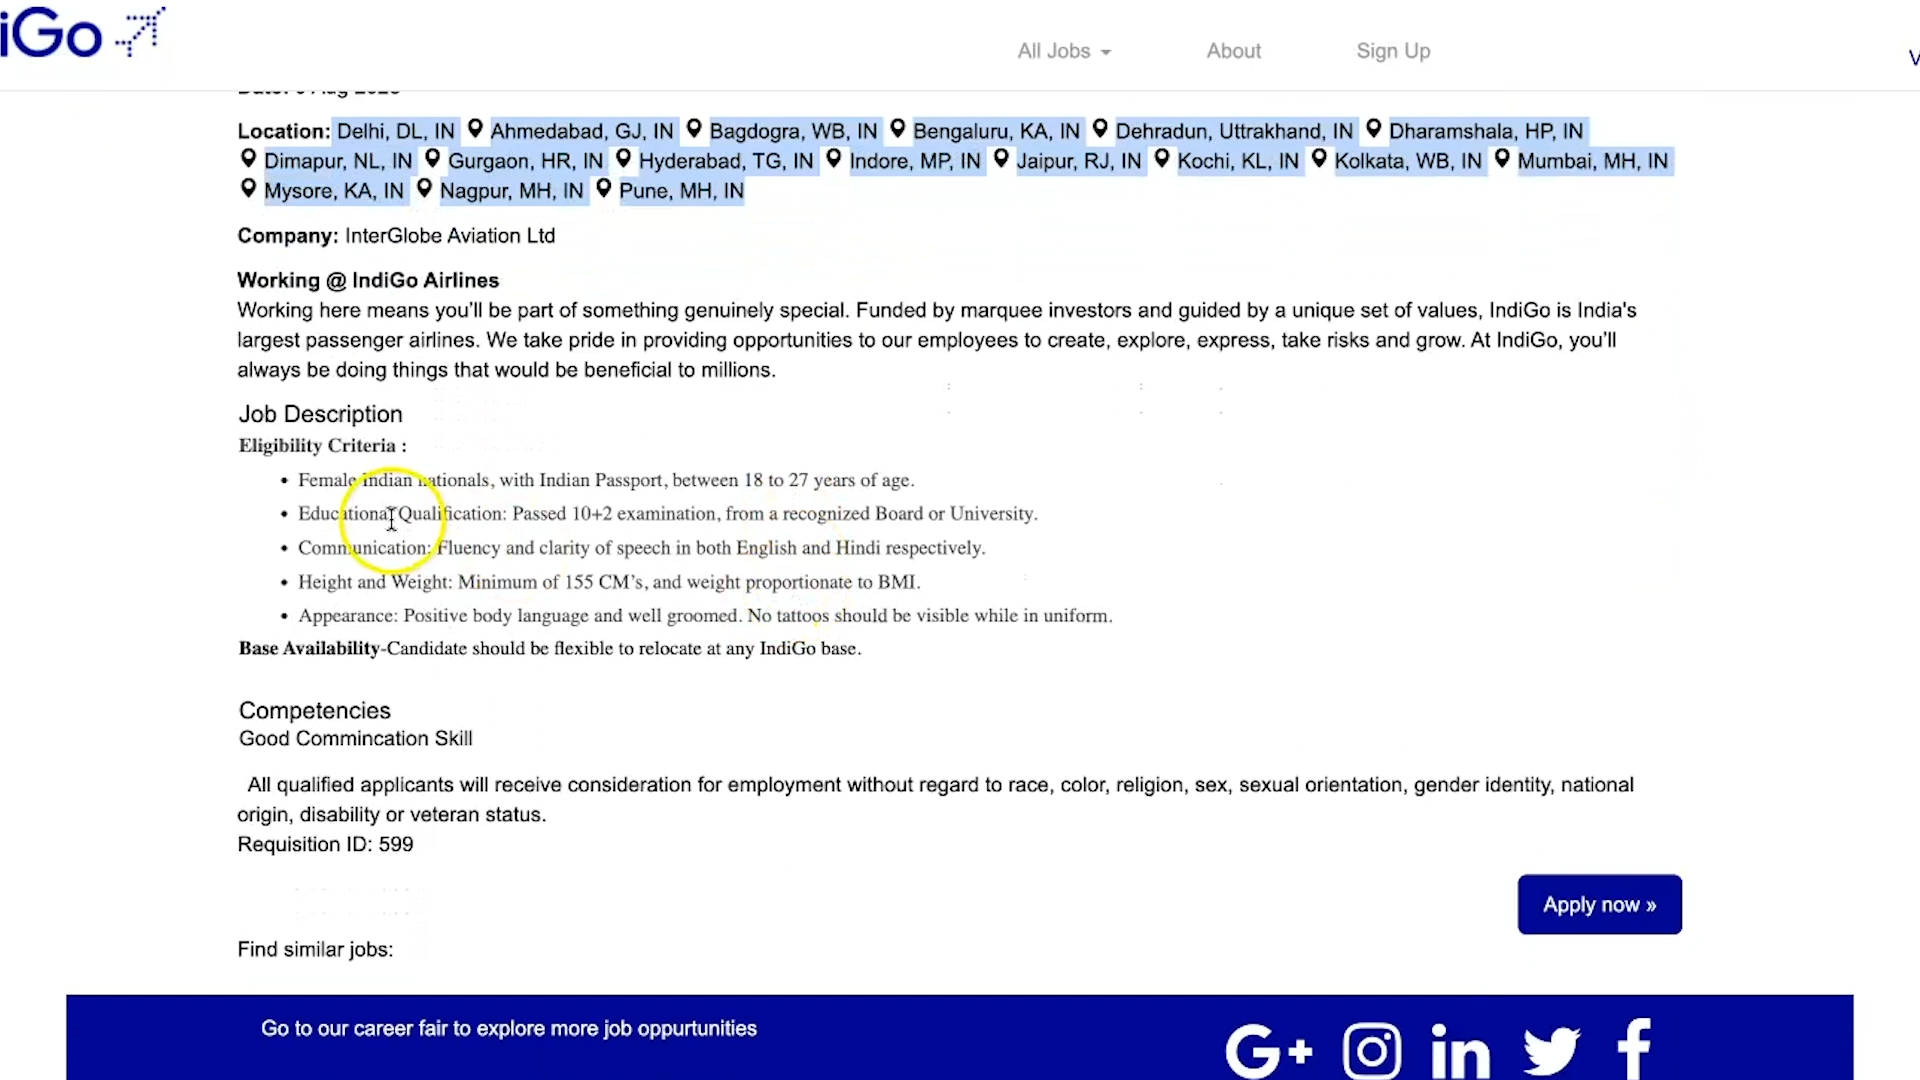 iGo
All Jobs
About
Sign Up
V
Location: Delhi, DL, IN Ahmedabad, GJ, IN Bagdogra, WB, IN Bengaluru, KA, IN Dehradun, Uttrakhand, IN Dharamshala, HP, IN
Dimapur, NL, IN Gurgaon, HR, IN Hyderabad, TG, IN Indore, MP, IN Jaipur, RJ, IN Kochi, KL, IN Kolkata, WB, IN Mumbai, MH, IN
Mysore, KA, IN Nagpur, MH, IN Pune, MH, IN
Company: InterGlobe Aviation Ltd
Working @ IndiGo Airlines
Working here means you'll be part of something genuinely special. Funded by marquee investors and guided by a unique set of values, IndiGo is India's
largest passenger airlines. We take pride in providing opportunities to our employees to create, explore, express, take risks and grow. At IndiGo, you'll
always be doing things that would be beneficial to millions.
Job Description
Eligibility Criteria :
• Female Indian nationals, with Indian Passport, between 18 to 27 years of age.
• Educational Qualification: Passed 10+2 examination, from a recognized Board or University.
• Communication: Fluency and clarity of speech in both English and Hindi respectively.
• Height and Weight: Minimum of 155 CM's, and weight proportionate to BMI.
• Appearance: Positive body language and well groomed. No tattoos should be visible while in uniform.
Base Availability-Candidate should be flexible to relocate at any IndiGo base.
Competencies
Good Commincation Skill
All qualified applicants will receive consideration for employment without regard to race, color, religion, sex, sexual orientation, gender identity, national
origin, disability or veteran status.
Requisition ID: 599
Apply now »
Find similar jobs:
Go to our career fair to explore more job oppurtunities
G+ in f